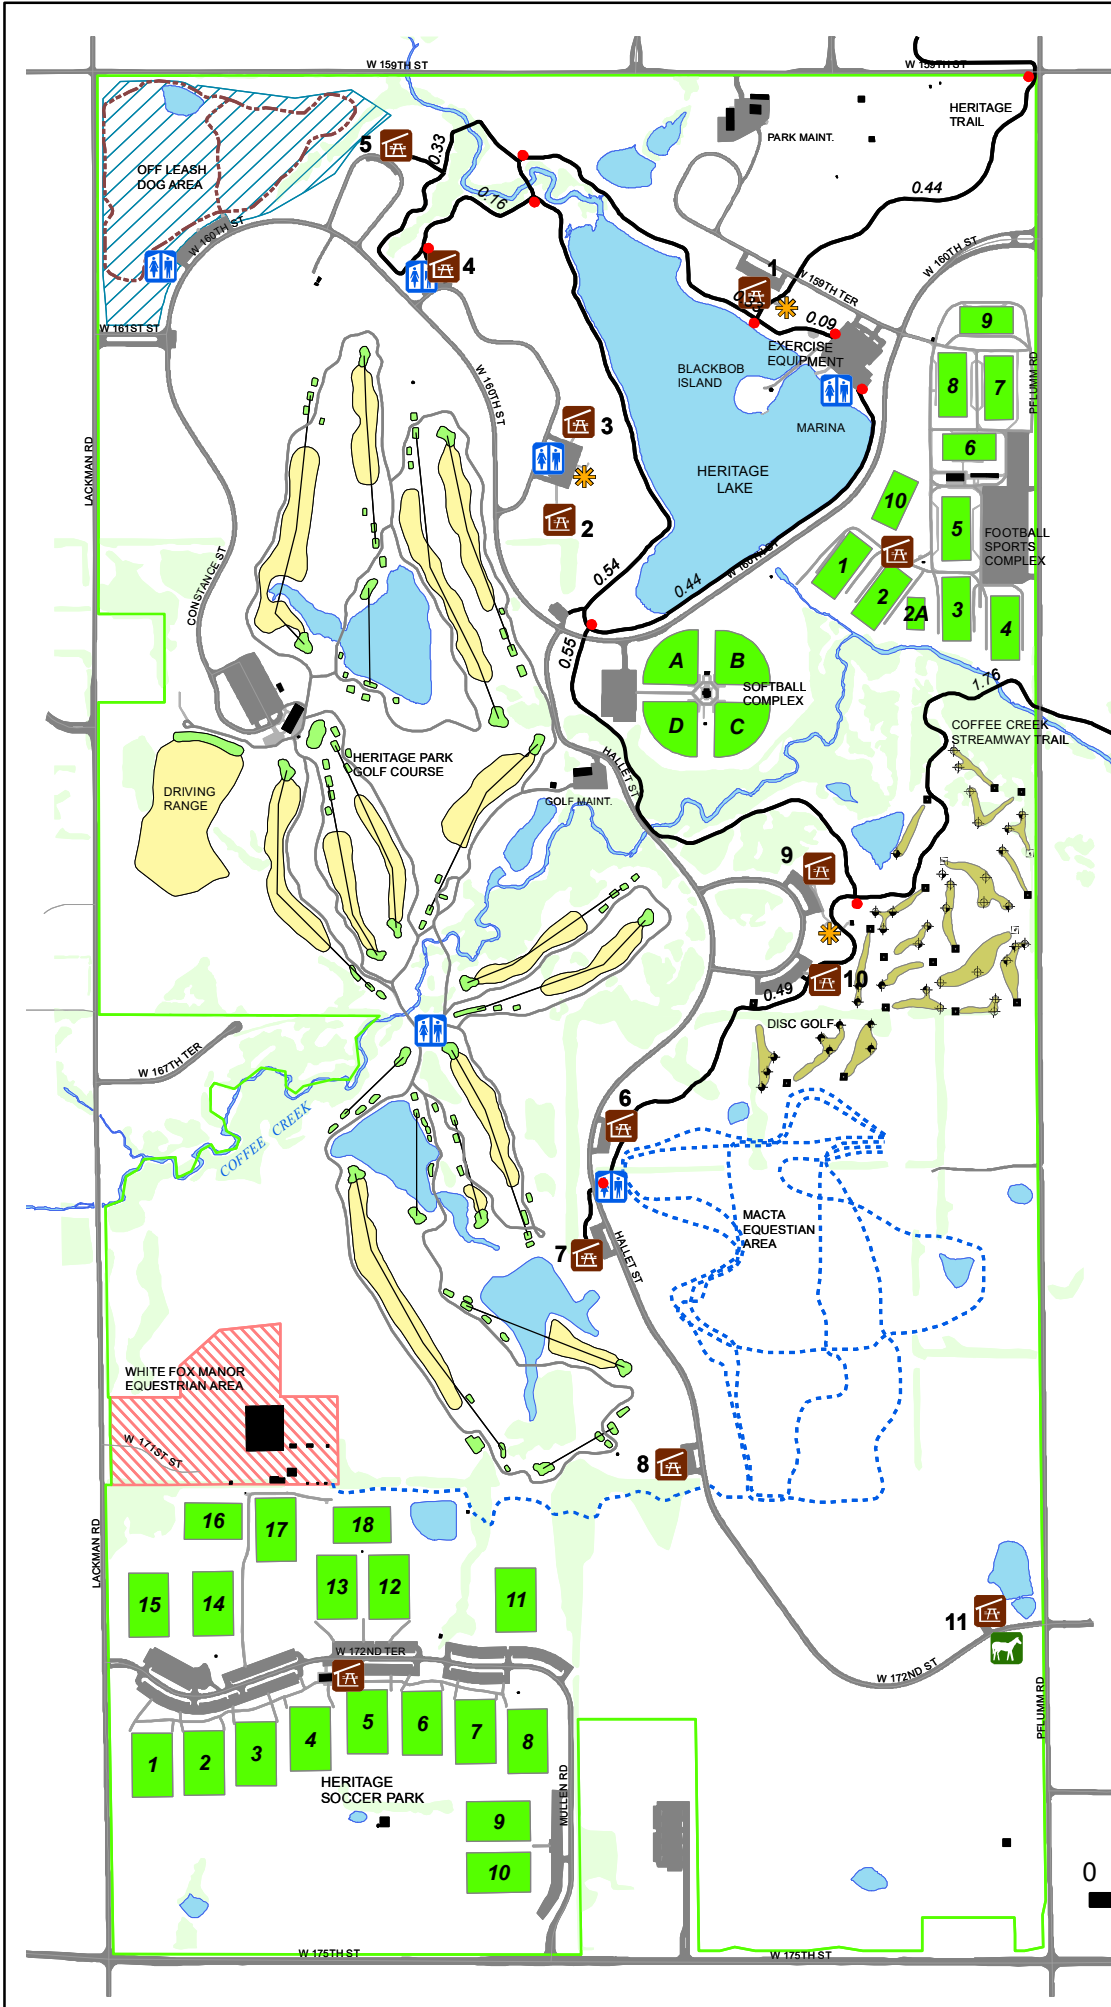 W 159TH ST
W 159TH ST
HERITAGE
TRAIL
PARK MAINT.
5
0.33
OFF LEASH
DOG AREA
0.16
0.44
W 160TH ST
W 160TH ST
4
1
W 159TH TER
0.09
W 161ST ST
EXERCISE
EQUIPMENT
9
BLACKBOB
ISLAND
8
7
PFLUMM RD
W 160TH ST
3
MARINA
6
LACKMAN RD
HERITAGE
LAKE
10
2
5
FOOTBALL
SPORTS
COMPLEX
0.54
W 160TH ST
1
CONSTANCE ST
0.44
2
2A
3
4
0.55
A
B
1.76
SOFTBALL
COMPLEX
D
C
COFFEE CREEK
STREAMWAY TRAIL
HERITAGE PARK
GOLF COURSE
HALLET ST
DRIVING
RANGE
GOLF MAINT.
9
10
0.49
DISC GOLF
W 167TH TER
6
COFFEE CREEK
MACTA
EQUESTIAN
AREA
7
HALLET ST
WHITE FOX MANOR
EQUESTRIAN AREA
W 171ST ST
8
16
17
18
LACKMAN RD
15
14
13
12
11
11
W 172ND TER
W 172ND ST
PFLUMM RD
1
2
3
4
5
6
7
8
HERITAGE
SOCCER PARK
MULLEN RD
9
10
0
W 175TH ST
W 175TH ST